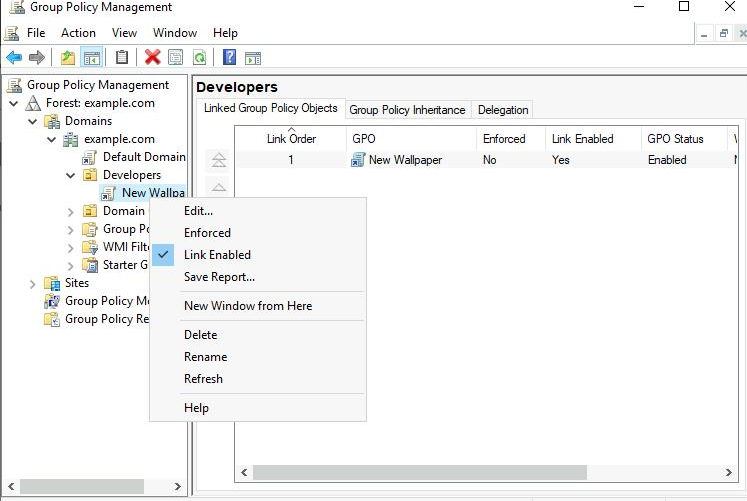 Group Policy Management
File Action View Window Help
Group Policy Management
Forest: example.com
Domains
example.com
Default Domain
Developers
New Wallpa
Domain
Group Po
WMI Filt
Starter G
Sites
Group Policy Mo
Group Policy Re
Edit...
Enforced
Link Enabled
Save Report...
New Window from Here
Delete
Rename
Refresh
Help
Developers
Linked Group Policy Objects Group Policy Inheritance Delegation
Link Order GPO Enforced Link Enabled GPO Status
1 New Wallpaper No Yes Enabled